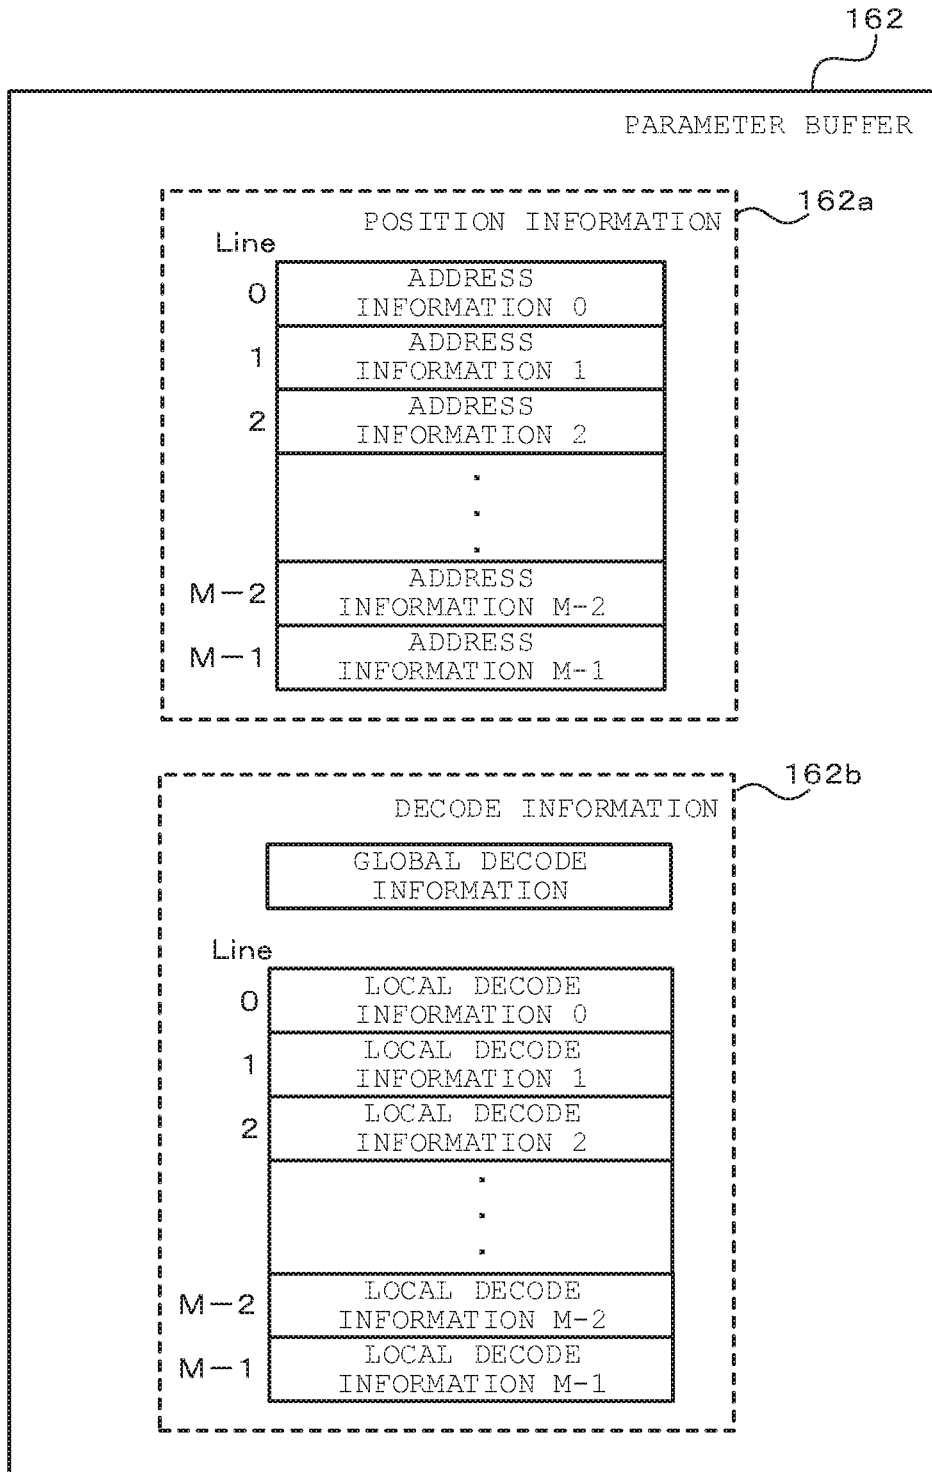 162
PARAMETER BUFFER
162a
POSITION INFORMATION
Line
0
ADDRESS
INFORMATION 0
1
ADDRESS
INFORMATION 1
2
ADDRESS
INFORMATION 2
.
.
.
M-2
ADDRESS
INFORMATION M-2
M-1
ADDRESS
INFORMATION M-1
162b
DECODE INFORMATION
GLOBAL DECODE
INFORMATION
Line
0
LOCAL DECODE
INFORMATION 0
1
LOCAL DECODE
INFORMATION 1
2
LOCAL DECODE
INFORMATION 2
.
.
.
M-2
LOCAL DECODE
INFORMATION M-2
M-1
LOCAL DECODE
INFORMATION M-1